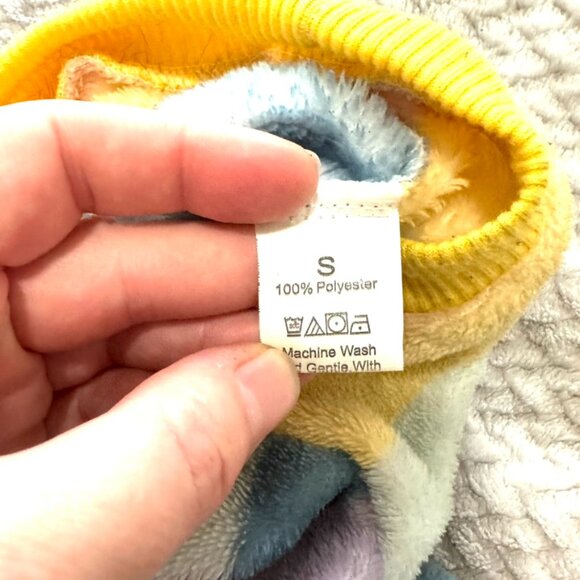 S
100% Polyester
Machine Wash
Gentle With